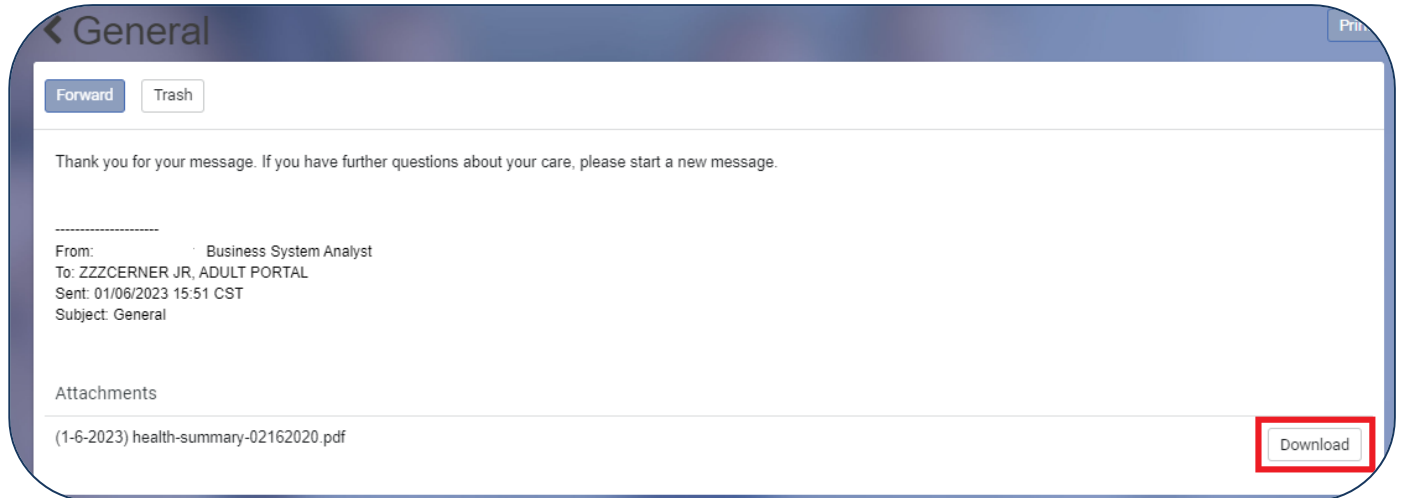 General
Forward
Trash
Thank you for your message. If you have further questions about your care, please start a new message.
---------------------
From: Business System Analyst
To: ZZZCERNER JR, ADULT PORTAL
Sent: 01/06/2023 15:51 CST
Subject: General
Attachments
(1-6-2023) health-summary-02162020.pdf
Download